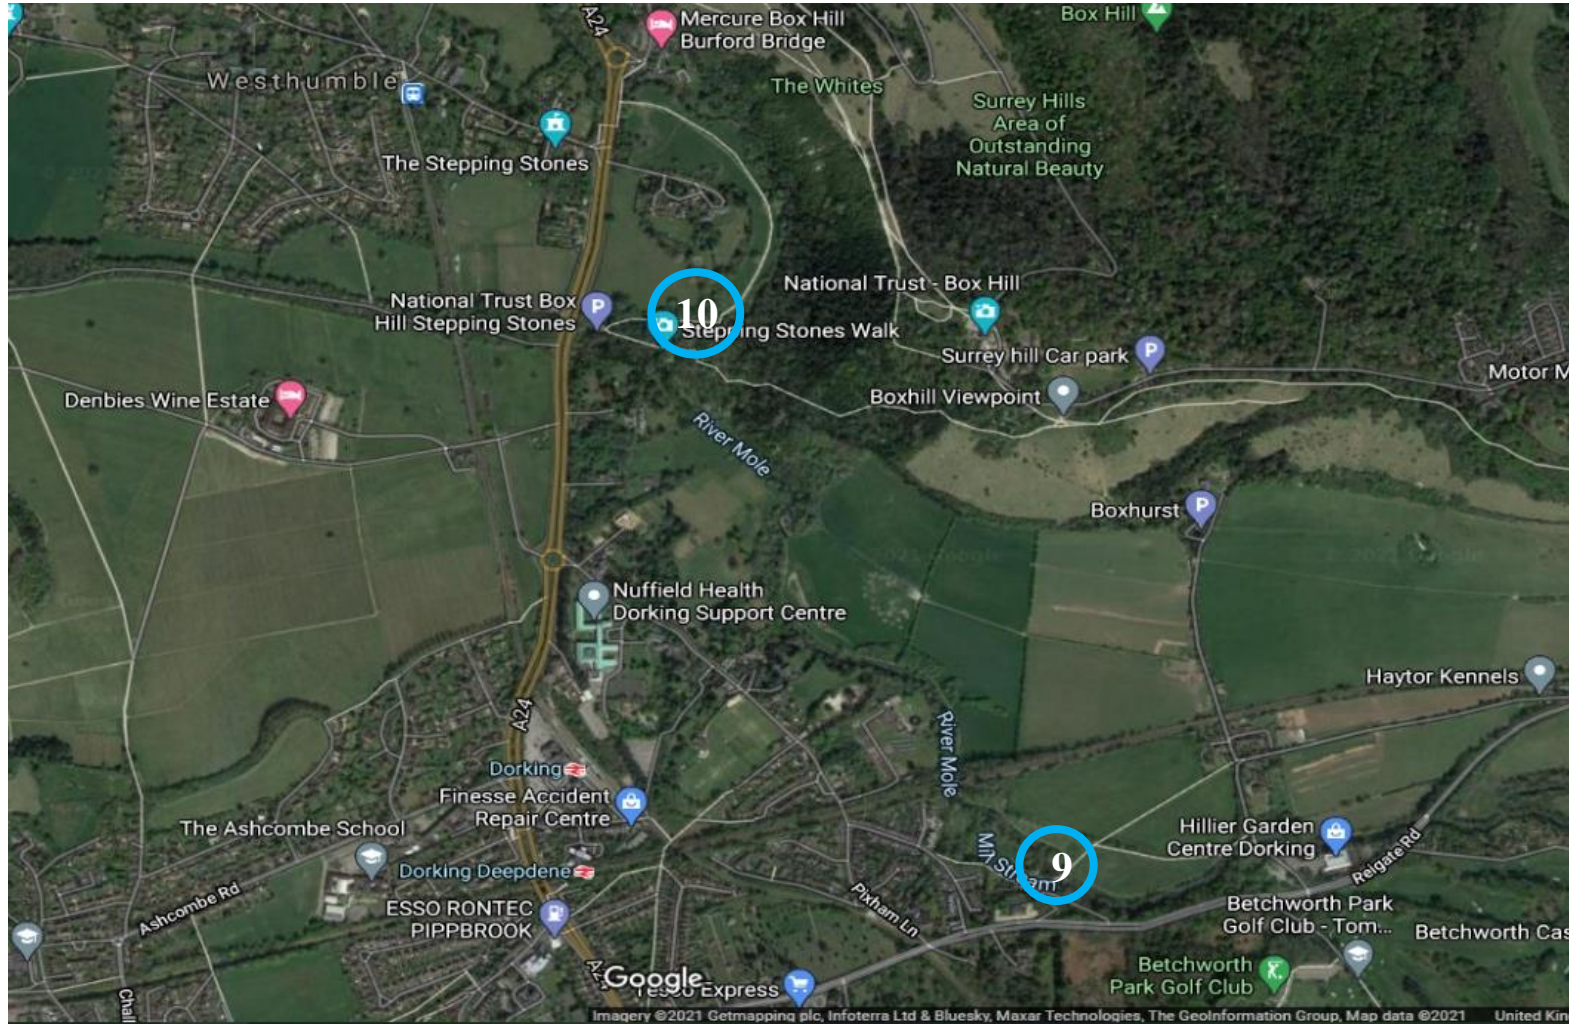 A24
Mercure Box Hill
Burford Bridge
Box Hill
Westhumble
The Whites
Surrey Hills
Area of
Outstanding
Natural Beauty
The Stepping Stones
National Trust - Box Hill
National Trust Box
Hill Stepping Stones
10
Stepping Stones Walk
Surrey hill Car park
Motor M
Denbies Wine Estate
Boxhill Viewpoint
River Mole
Boxhurst
Nuffield Health
Dorking Support Centre
Haytor Kennels
A24
River Mole
Dorking
Finesse Accident
Repair Centre
The Ashcombe School
Hillier Garden
Centre Dorking
Reigate Rd
Mill Stream
9
Dorking Deepdene
Ashcombe Rd
Pixham Ln
ESSO RONTEC
PIPPBROOK
Betchworth Park
Golf Club - Tom...
Betchworth Cas
Betchworth
Park Golf Club
A24
Google
Tesco Express
Chal
Imagery ©2021 Getmapping plc, Infoterra Ltd & Bluesky, Maxar Technologies, The GeoInformation Group, Map data ©2021
United Kin